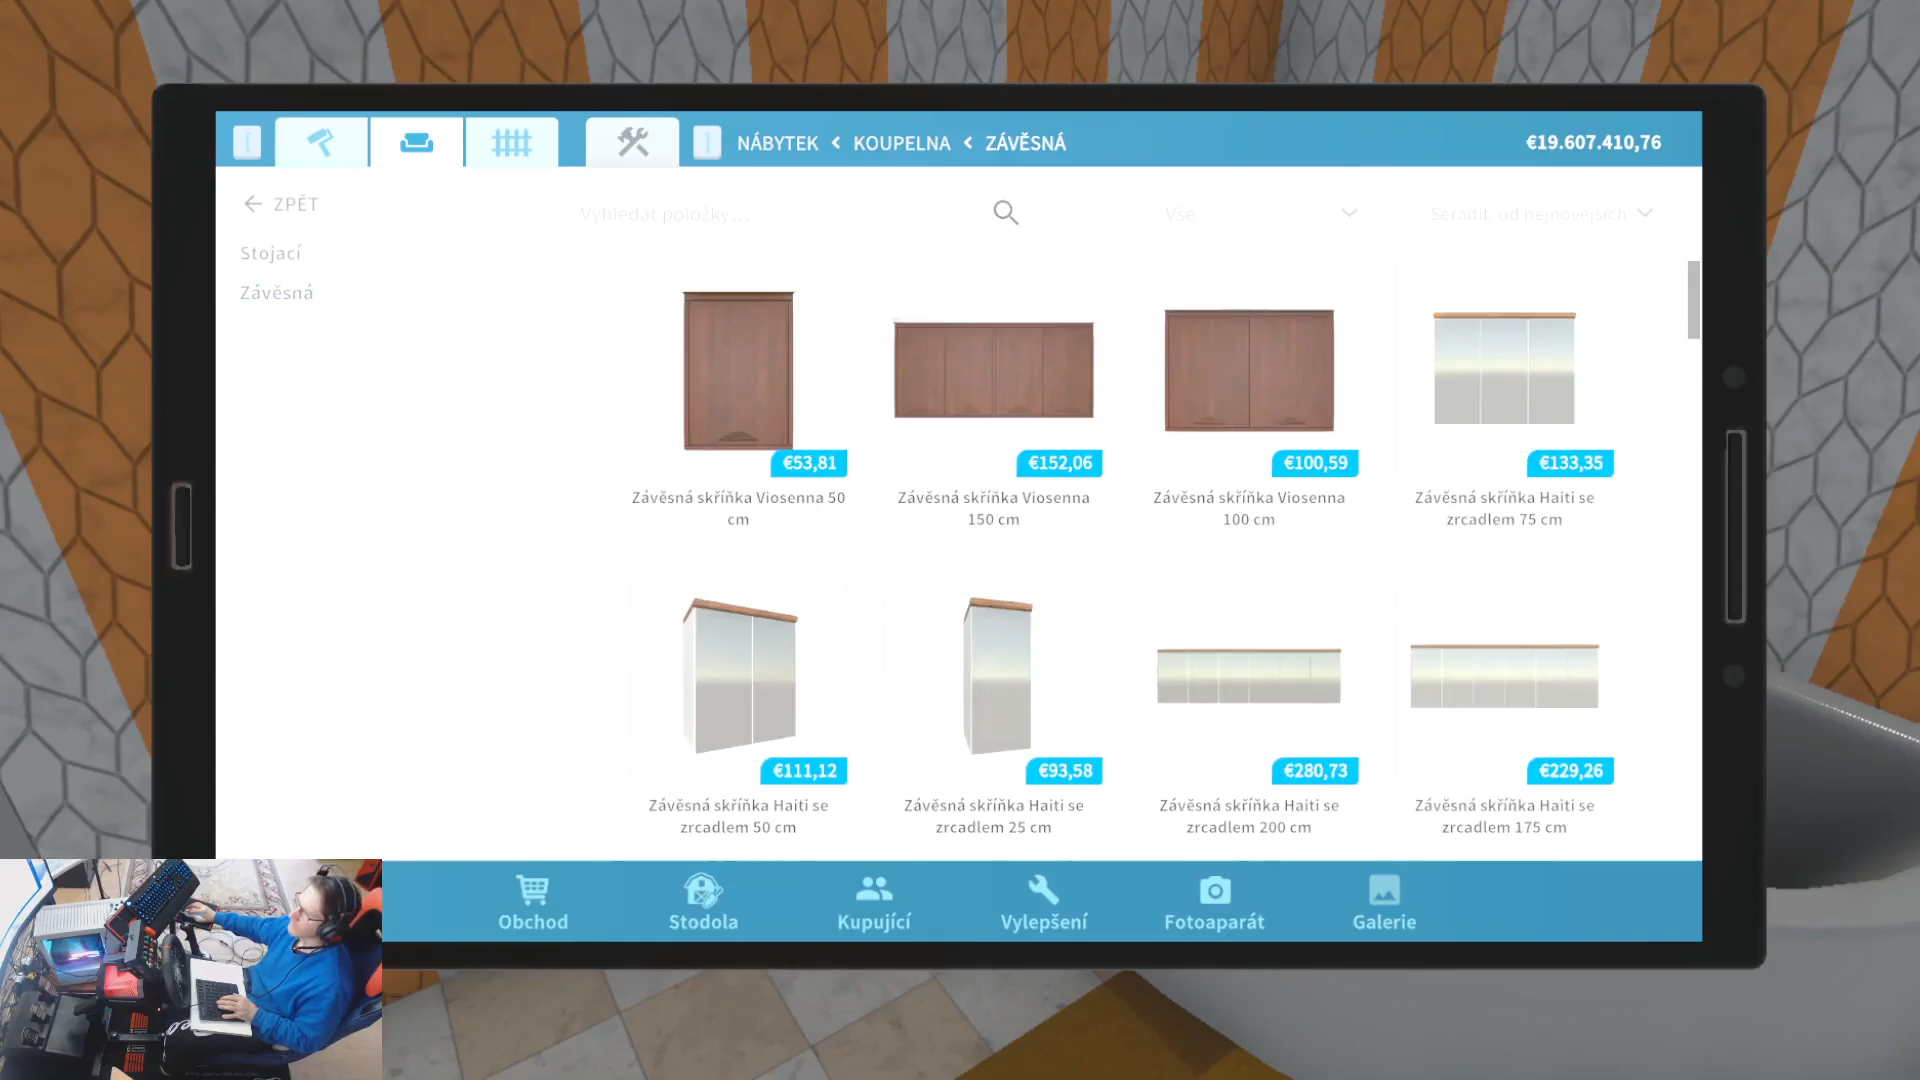 NÁBYTEK < KOUPELNA < ZÁVĚSNÁ
€19.607.410,76
ZPĚT
Vyhledat položky...
Vše
Seřadit: od nejnovějších
Stojací
Závěsná
€53,81
€152,06
€100,59
€133,35
Závěsná skříňka Viosenna 50
cm
Závěsná skříňka Viosenna
150 cm
Závěsná skříňka Viosenna
100 cm
Závěsná skříňka Haiti se
zrcadlem 75 cm
€111,12
€93,58
€280,73
€229,26
Závěsná skříňka Haiti se
zrcadlem 50 cm
Závěsná skříňka Haiti se
zrcadlem 25 cm
Závěsná skříňka Haiti se
zrcadlem 200 cm
Závěsná skříňka Haiti se
zrcadlem 175 cm
Obchod
Stodola
Kupující
Vylepšení
Fotoaparát
Galerie